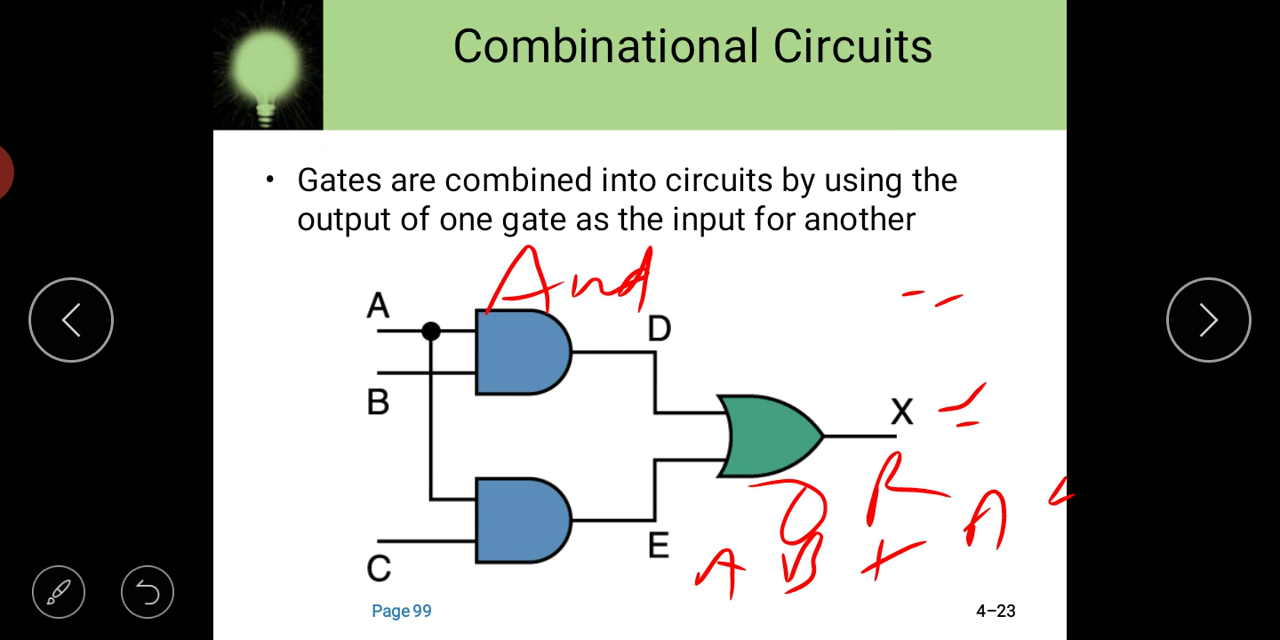 Combinational Circuits
• Gates are combined into circuits by using the
output of one gate as the input for another
And
A
D
B
X =
OR
E
AB + A
C
Page 99
4–23